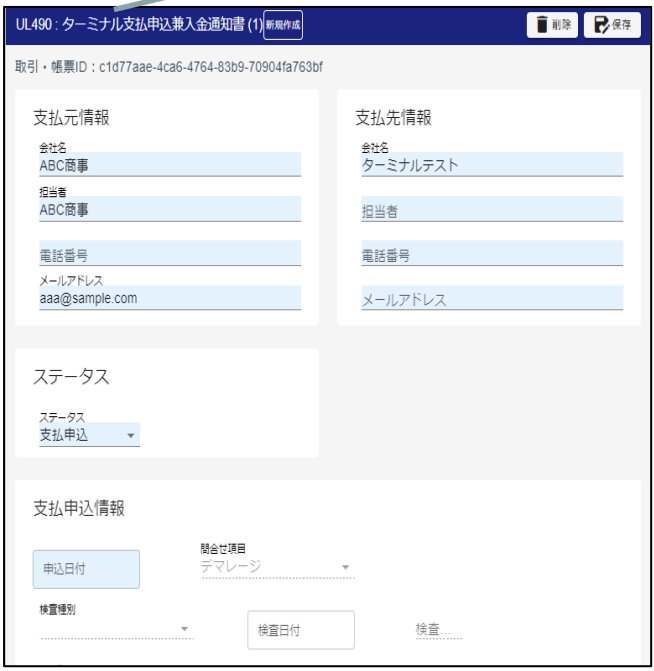 UL490 : ターミナル支払申込兼入金通知書 (1) 新規作成 削除 保存
取引・帳票ID : c1d77aae-4ca6-4764-83b9-70904fa763bf
支払元情報
会社名
ABC商事
担当者
ABC商事
電話番号
メールアドレス
aaa@sample.com
支払先情報
会社名
ターミナルテスト
担当者
電話番号
メールアドレス
ステータス
ステータス
支払申込
支払申込情報
申込日付
問合せ項目
デマレージ
検査種別
検査日付
検査...